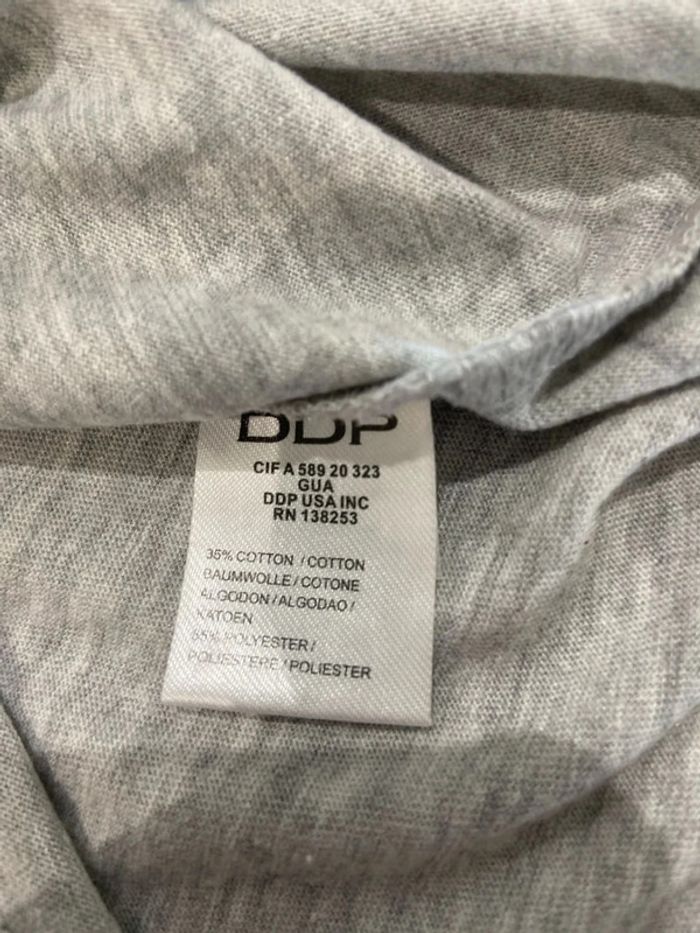 DDP
CIF A 589 20 323
GUA
DDP USA INC
RN 138253
35% COTTON / COTTON
BAUMWOLLE / COTONE
ALGODON / ALGODAO /
KATOEN
65% POLYESTER /
POLIESTERE / POLIESTER